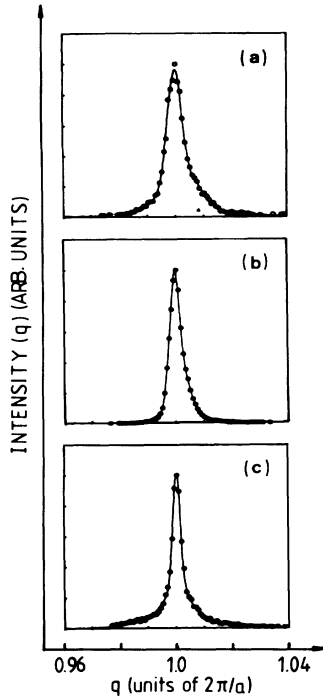 (a)
(b)
(c)
INTENSITY (q) (ARB. UNITS)
0.96 1.0 1.04
q (units of 2π/a)